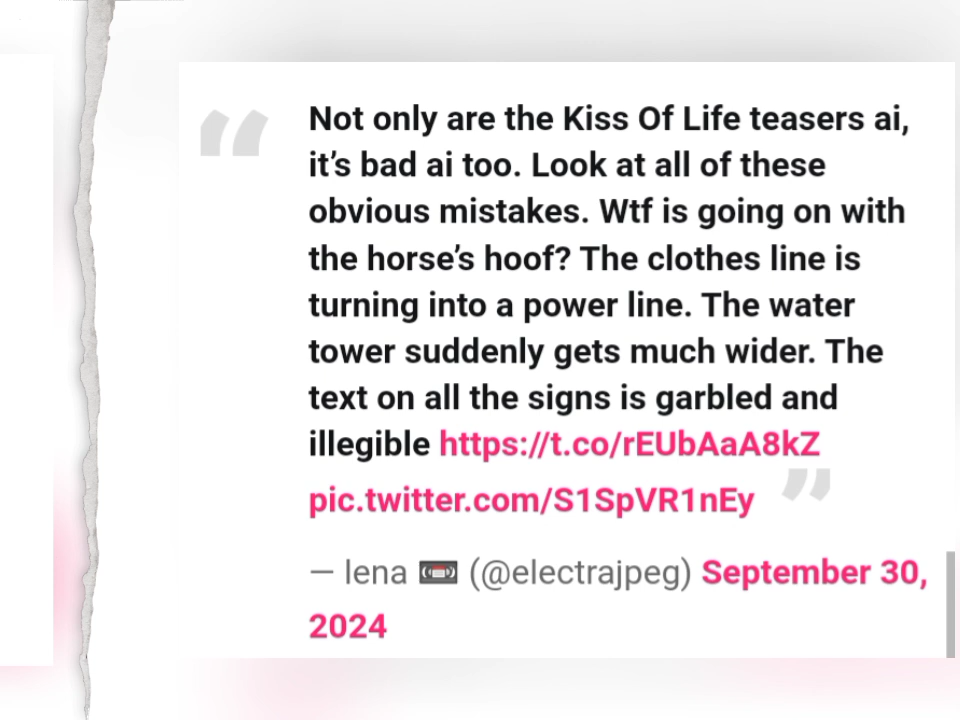 “
Not only are the Kiss Of Life teasers ai,
it’s bad ai too. Look at all of these
obvious mistakes. Wtf is going on with
the horse’s hoof? The clothes line is
turning into a power line. The water
tower suddenly gets much wider. The
text on all the signs is garbled and
illegible https://t.co/rEUbAaA8kZ
pic.twitter.com/S1SpVR1nEy ”
— lena 📼 (@electrajpeg) September 30,
2024